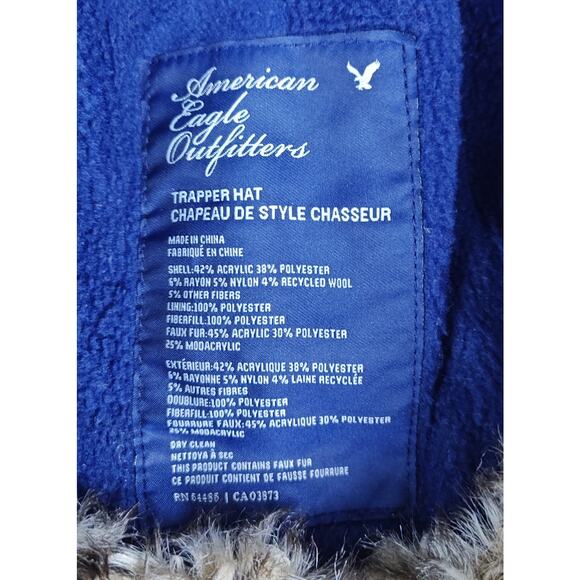 American
Eagle
Outfitters
TRAPPER HAT
CHAPEAU DE STYLE CHASSEUR
MADE IN CHINA
FABRIQUÉ EN CHINE
SHELL:42% ACRYLIC 38% POLYESTER
6% RAYON 5% NYLON 4% RECYCLED WOOL
5% OTHER FIBERS
LINING:100% POLYESTER
FIBERFILL:100% POLYESTER
FAUX FUR:45% ACRYLIC 30% POLYESTER
25% MODACRYLIC
EXTÉRIEUR:42% ACRYLIQUE 38% POLYESTER
6% RAYONNE 5% NYLON 4% LAINE RECYCLÉE
5% AUTRES FIBRES
DOUBLURE:100% POLYESTER
FIBERFILL:100% POLYESTER
FOURRURE FAUX:45% ACRYLIQUE 30% POLYESTER
25% MODACRYLIC
DRY CLEAN
NETTOYA À SEC
THIS PRODUCT CONTAINS FAUX FUR
CE PRODUCT CONTIENT DE FAUSSE FOURRURE
RN 54485 | CA03873